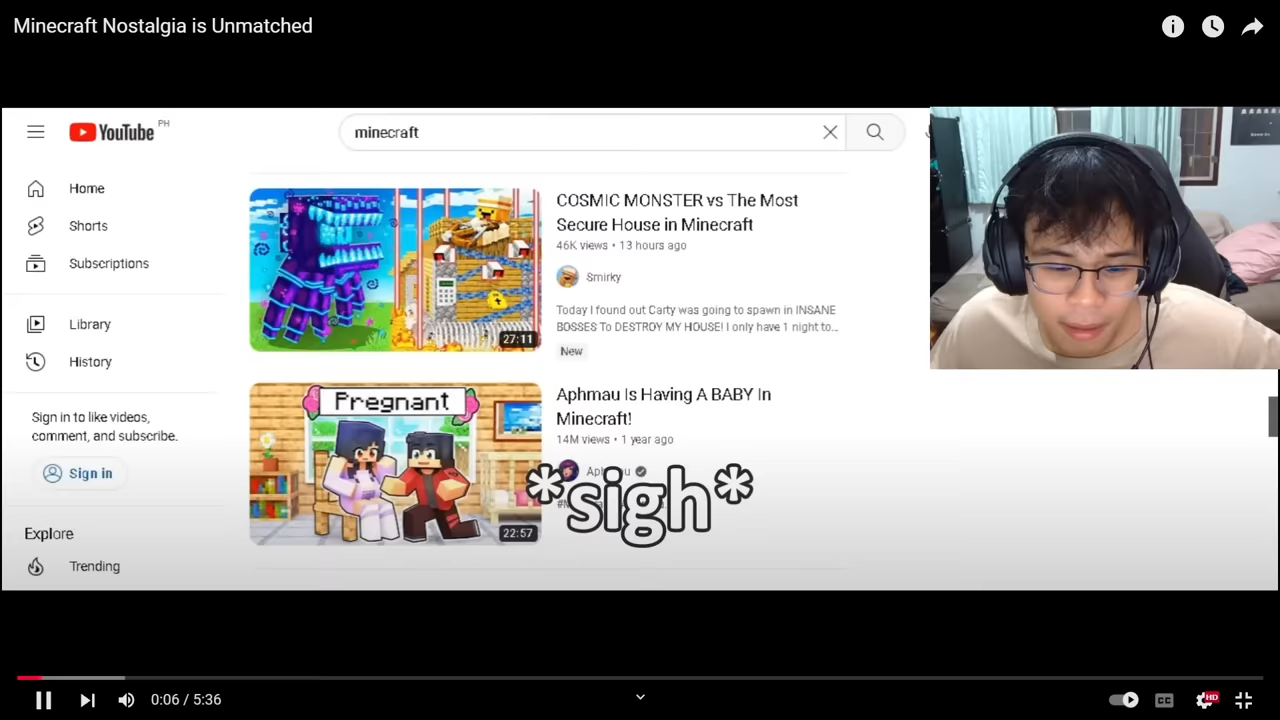 Minecraft Nostalgia is Unmatched
YouTube PH
minecraft
Home
Shorts
Subscriptions
Library
History
Sign in to like videos,
comment, and subscribe.
Sign in
Explore
Trending
COSMIC MONSTER vs The Most
Secure House in Minecraft
46K views • 13 hours ago
Smirky
Today I found out Carty was going to spawn in INSANE
BOSSES To DESTROY MY HOUSE! I only have 1 night to...
New
27:11
Pregnant
22:57
Aphmau Is Having A BABY In
Minecraft!
14M views • 1 year ago
*sigh*
0:06 / 5:36
CC
HD